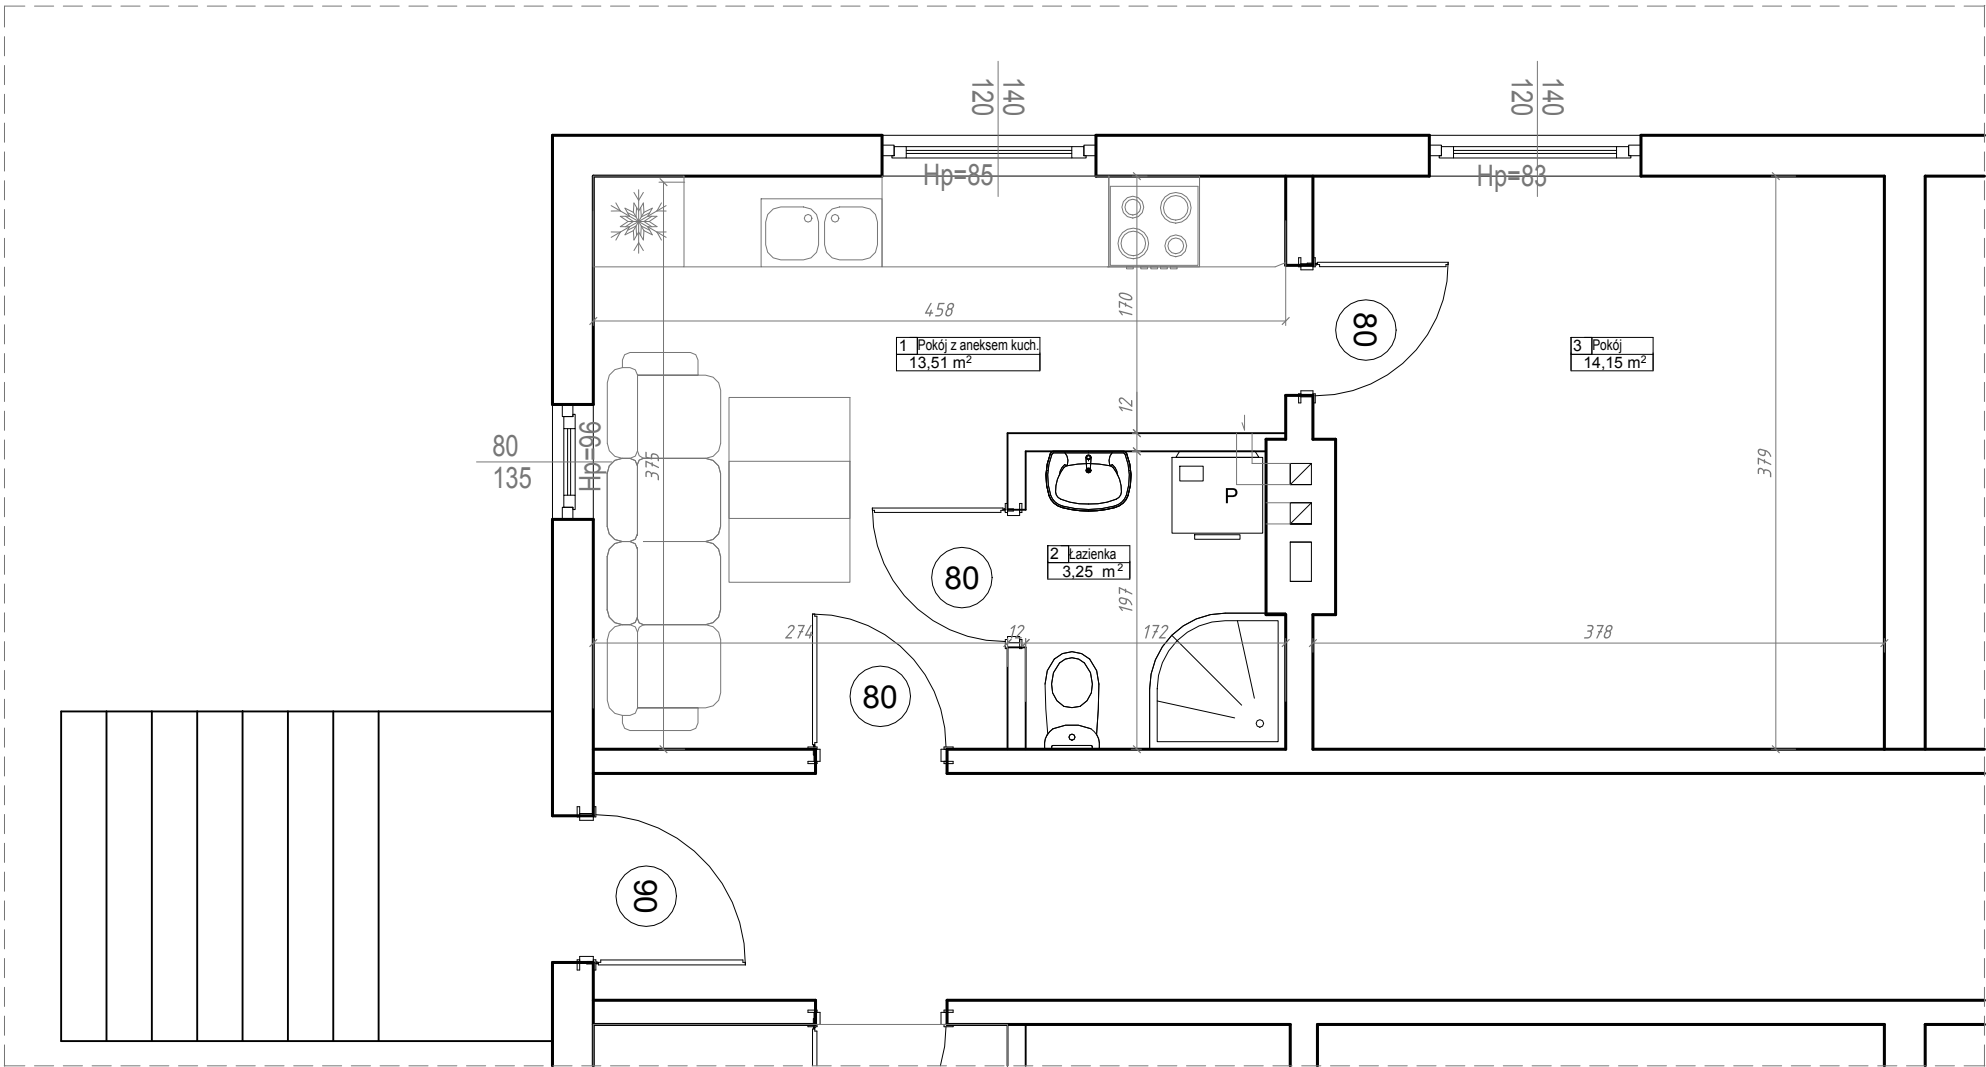 120
140
120
140
Hp=85
Hp=83
458
170
80
1 Pokój z aneksem kuch.
13,51 m²
3 Pokój
14,15 m²
12
80
135
Hp=96
375
379
P
2 Łazienka
3,25 m²
80
197
274
12
172
378
80
90